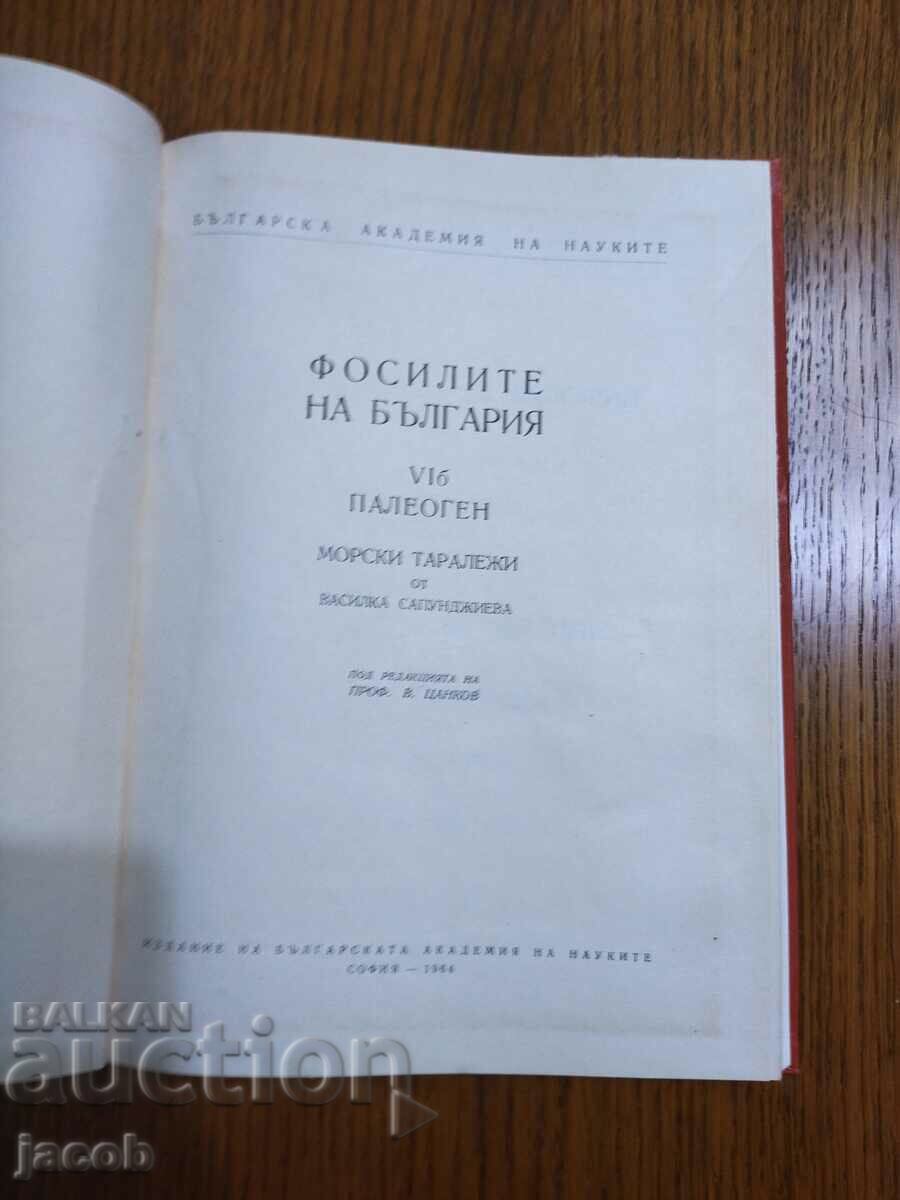 БЪЛГАРСКА АКАДЕМИЯ НА НАУКИТЕ
ФОСИЛИТЕ
НА БЪЛГАРИЯ
VIб
ПАЛЕОГЕН
МОРСКИ ТАРАЛЕЖИ
от
ВАСИЛКА САПУНДЖИЕВА
ПОД РЕДАКЦИЯТА НА
ПРОФ. В. ЦАНКОВ
ИЗДАНИЕ НА БЪЛГАРСКАТА АКАДЕМИЯ НА НАУКИТЕ
СОФИЯ — 1964
BALKAN
auction
jacob